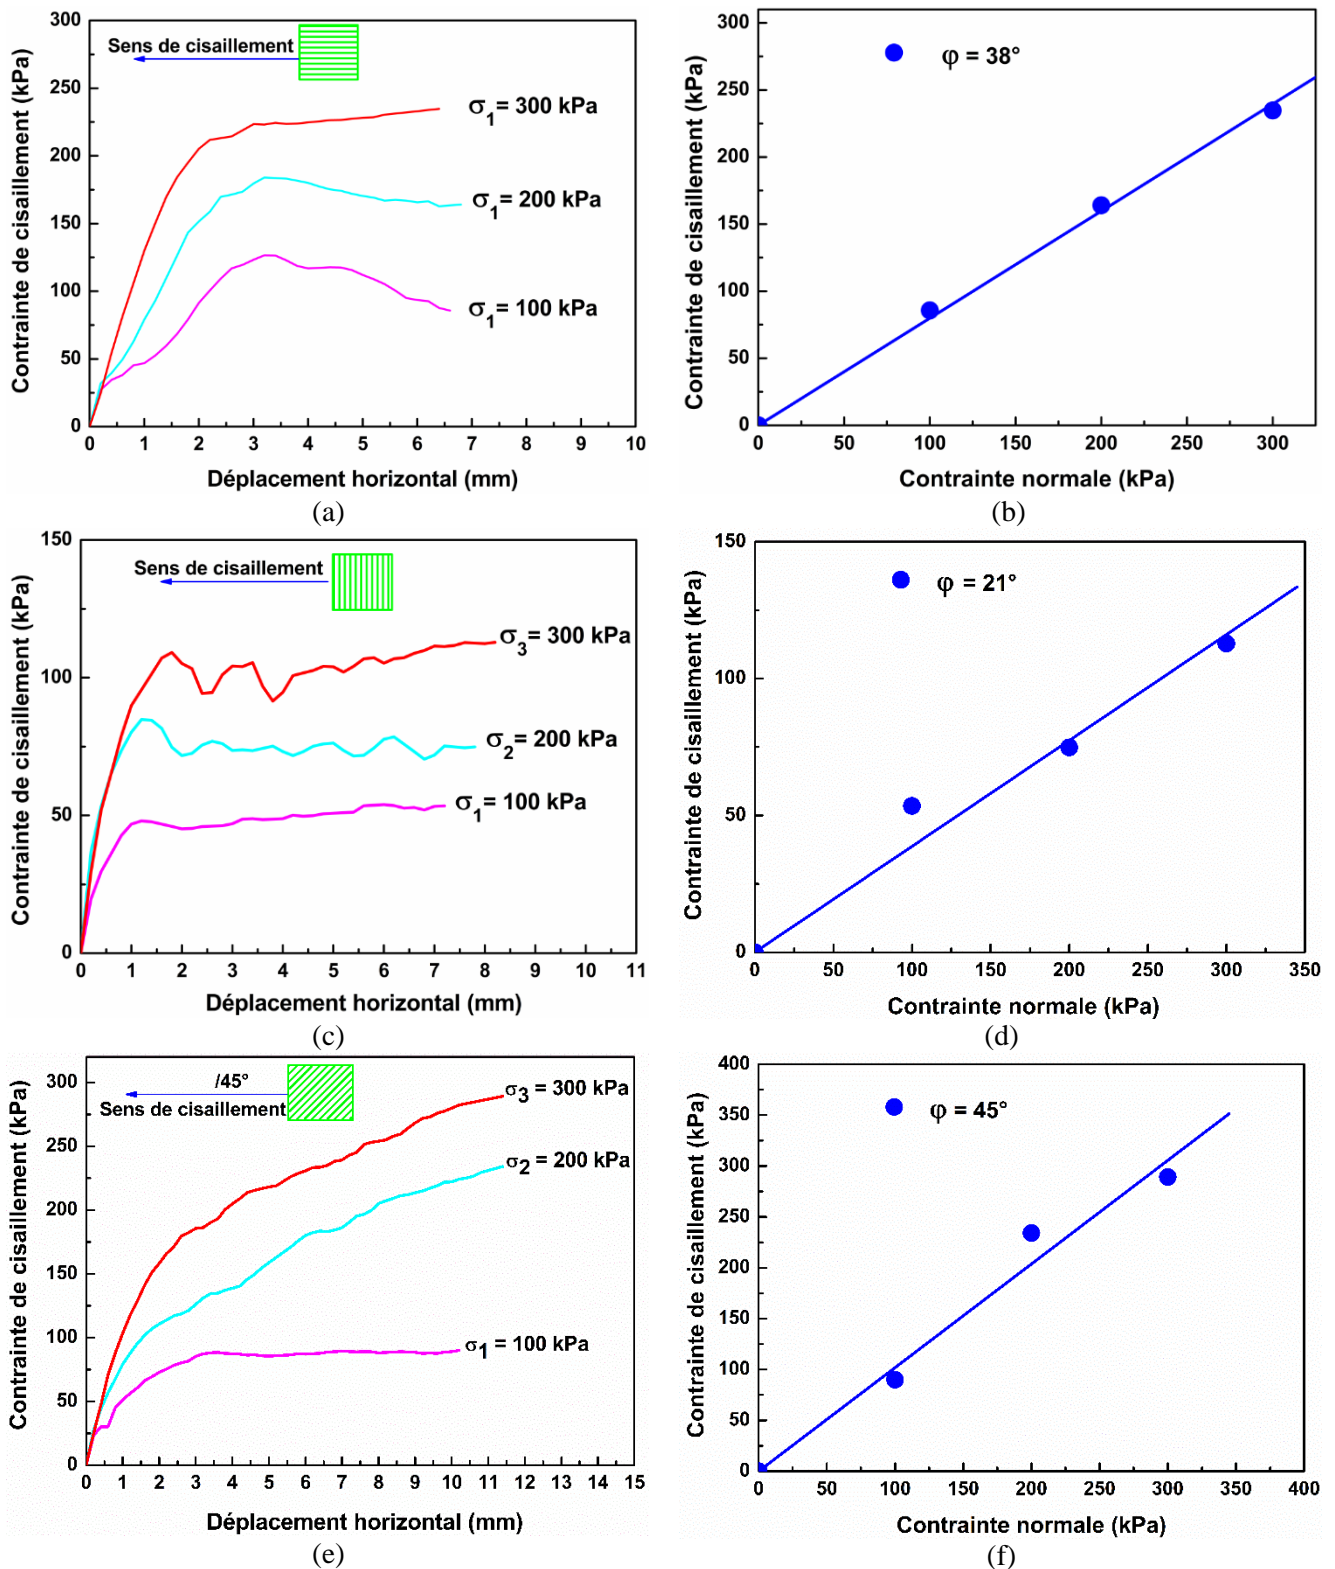 300
250
200
150
100
50
0
Contrainte de cisaillement (kPa)
Sens de cisaillement
σ1= 300 kPa
σ1= 200 kPa
σ1= 100 kPa
0 1 2 3 4 5 6 7 8 9 10
Déplacement horizontal (mm)
(a)
300
250
200
150
100
50
0
Contrainte de cisaillement (kPa)
φ = 38°
0 50 100 150 200 250 300
Contrainte normale (kPa)
(b)
150
100
50
0
Contrainte de cisaillement (kPa)
Sens de cisaillement
σ3= 300 kPa
σ2= 200 kPa
σ1= 100 kPa
0 1 2 3 4 5 6 7 8 9 10 11
Déplacement horizontal (mm)
(c)
150
100
50
0
Contrainte de cisaillement (kPa)
φ = 21°
0 50 100 150 200 250 300 350
Contrainte normale (kPa)
(d)
300
250
200
150
100
50
0
Contrainte de cisaillement (kPa)
/45°
Sens de cisaillement
σ3 = 300 kPa
σ2 = 200 kPa
σ1 = 100 kPa
0 1 2 3 4 5 6 7 8 9 10 11 12 13 14 15
Déplacement horizontal (mm)
(e)
400
350
300
250
200
150
100
50
0
Contrainte de cisaillement (kPa)
φ = 45°
0 50 100 150 200 250 300 350 400
Contrainte normale (kPa)
(f)